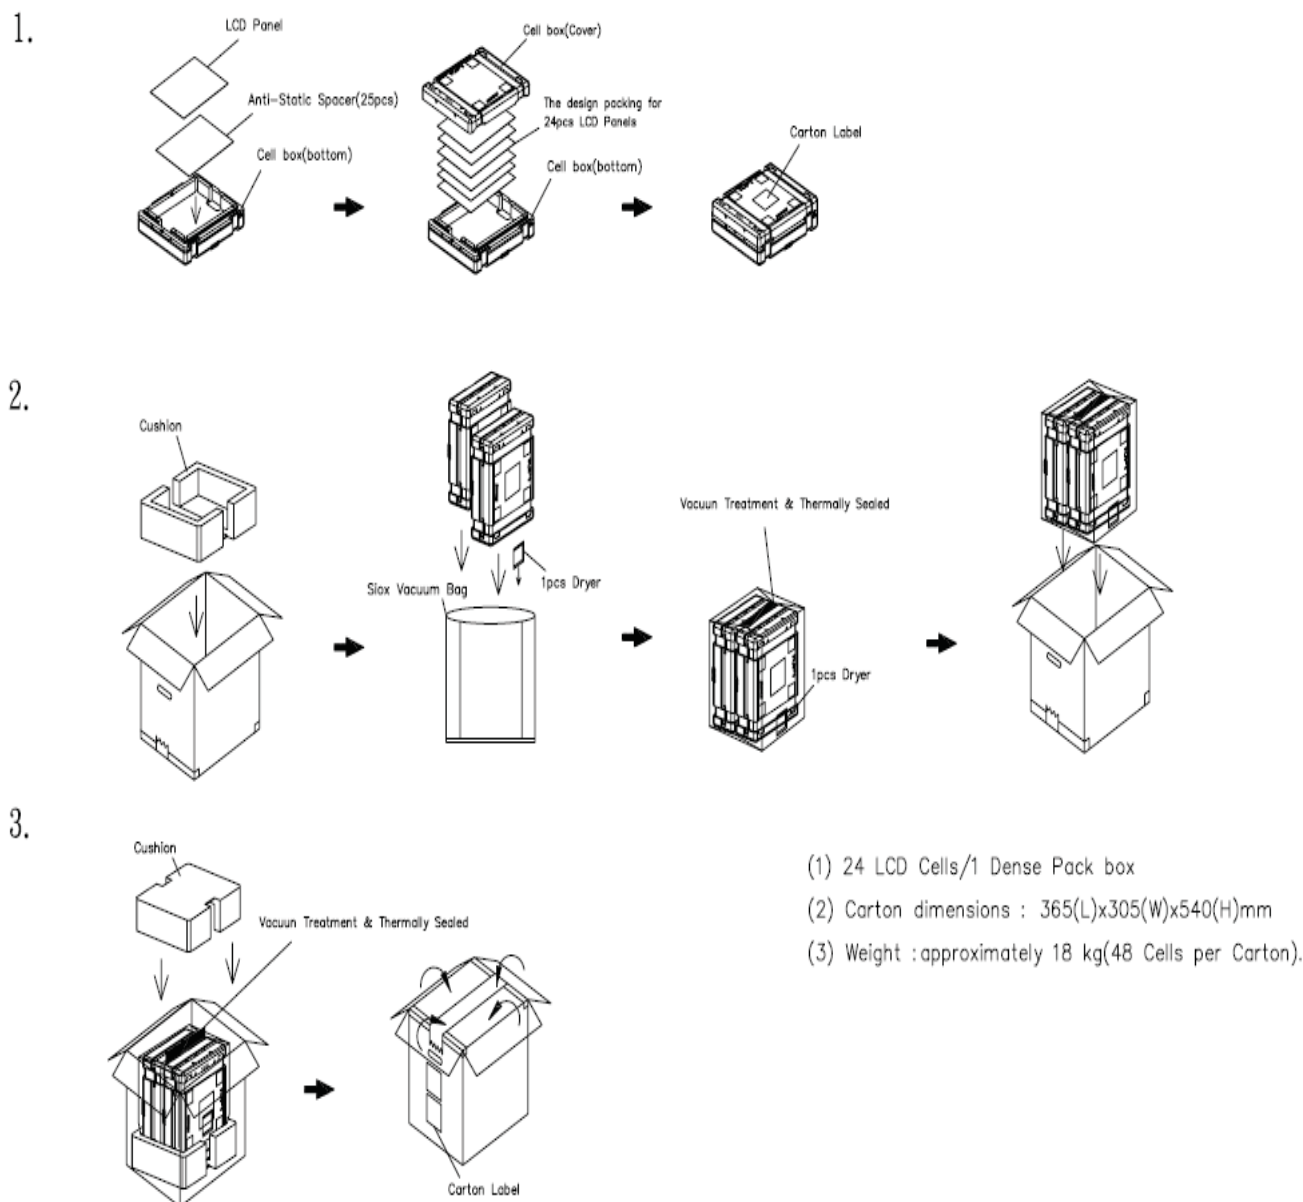 1.
LCD Panel
Anti-Static Spacer(25pcs)
Cell box(bottom)
Cell box(Cover)
The design packing for
24pcs LCD Panels
Cell box(bottom)
Carton Label
2.
Cushion
Siox Vacuum Bag
1pcs Dryer
Vacuun Treatment & Thermally Sealed
1pcs Dryer
3.
Cushion
Vacuun Treatment & Thermally Sealed
Carton Label
(1) 24 LCD Cells/1 Dense Pack box
(2) Carton dimensions : 365(L)x305(W)x540(H)mm
(3) Weight :approximately 18 kg(48 Cells per Carton).